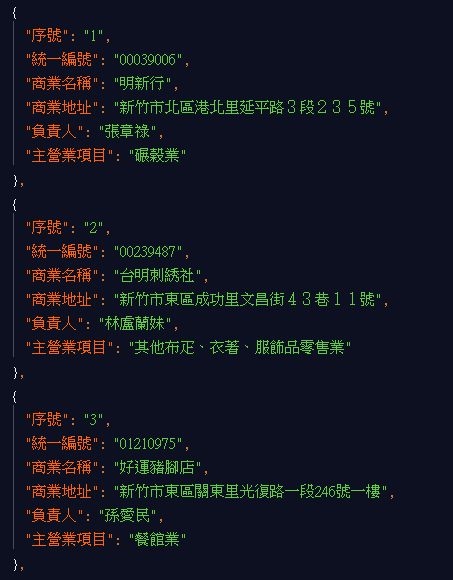 {
"序號": "1",
"統一編號": "00039006",
"商業名稱": "明新行",
"商業地址": "新竹市北區港北里延平路３段２３５號",
"負責人": "張草祿",
"主營業項目": "碾穀業"
},
{
"序號": "2",
"統一編號": "00239487",
"商業名稱": "台明刺綉社",
"商業地址": "新竹市東區成功里文昌街４３巷１１號",
"負責人": "林盧蘭妹",
"主營業項目": "其他布疋、衣著、服飾品零售業"
},
{
"序號": "3",
"統一編號": "01210975",
"商業名稱": "好運豬腳店",
"商業地址": "新竹市東區關東里光復路一段246號一樓",
"負責人": "孫愛民",
"主營業項目": "餐館業"
},